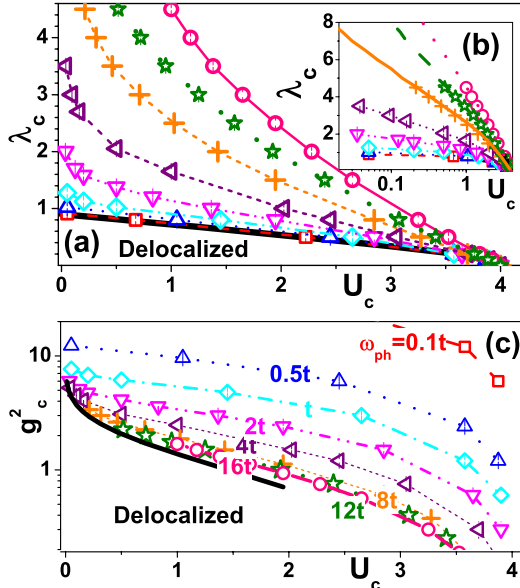 4
3
2
1
λc
(a)
Delocalized
0
1
2
3
4
Uc
8
6
4
2
λc
(b)
0.1
1
Uc
10
1
g²c
(c)
ωph=0.1t
0.5t
t
2t
4t
16t
8t
12t
Delocalized
0
1
2
3
4
Uc